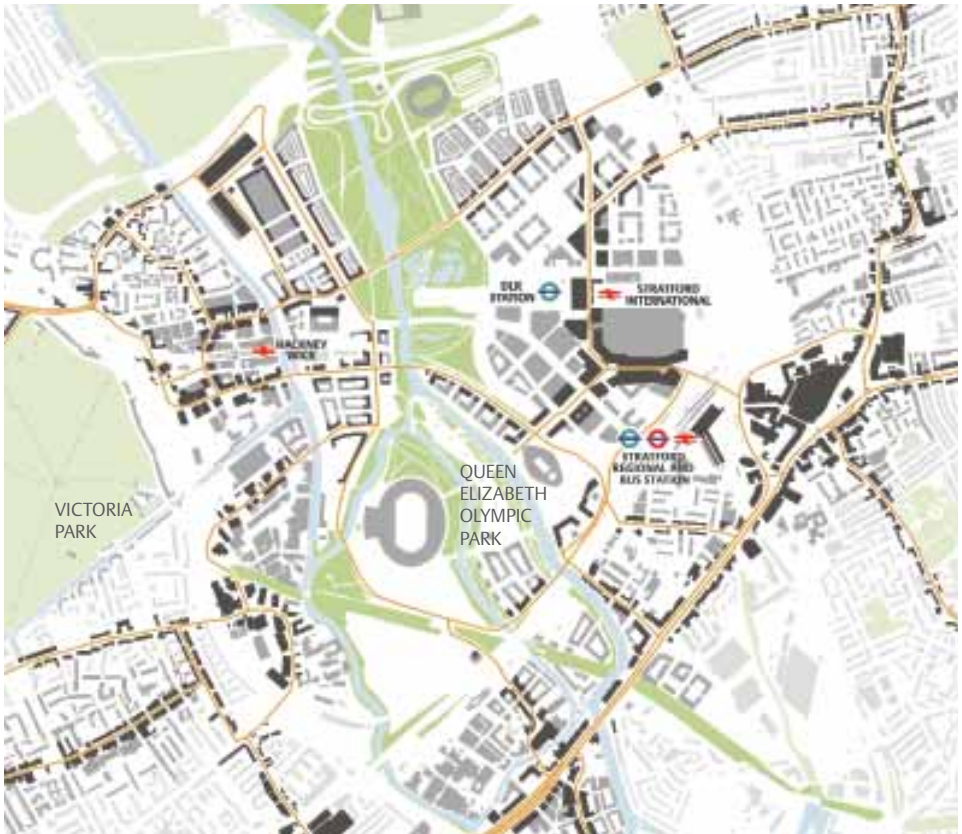 DLR
STATION
STRATFORD
INTERNATIONAL
HACKNEY
WICK
STRATFORD
REGIONAL AND
BUS STATION
QUEEN
ELIZABETH
OLYMPIC
PARK
VICTORIA
PARK